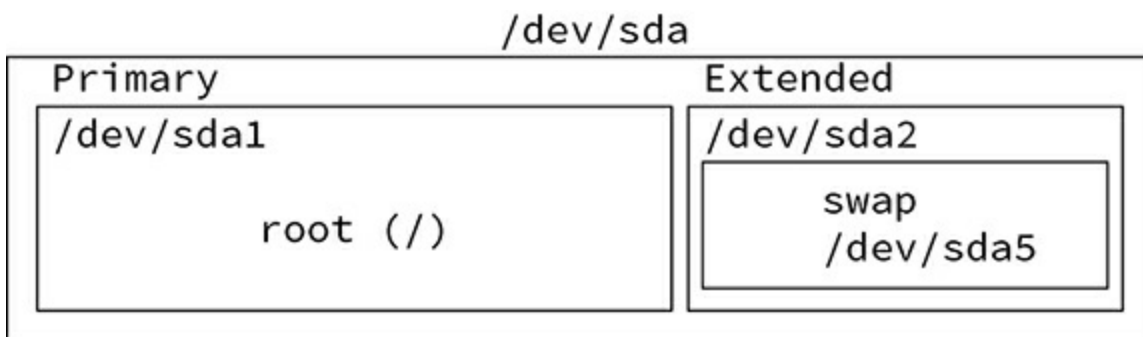 /dev/sda
Primary
/dev/sda1
root (/)
Extended
/dev/sda2
swap
/dev/sda5